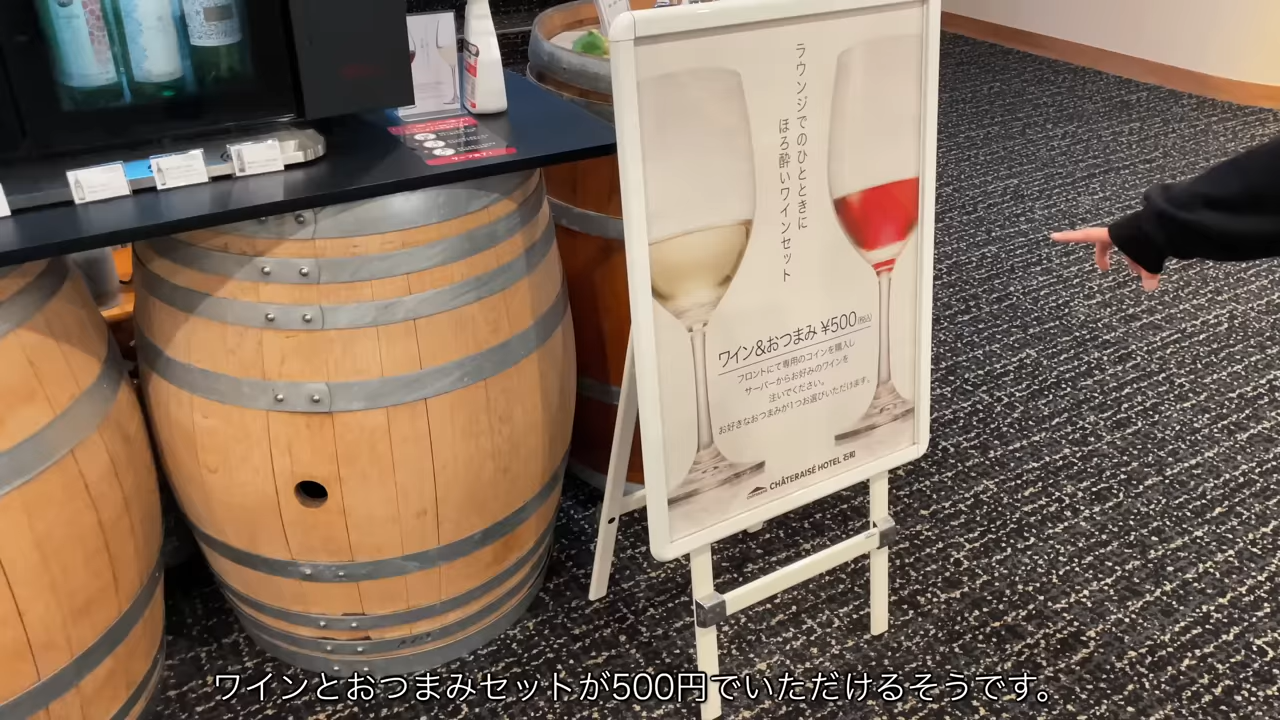 ラウンジでのひとときに
ほろ酔いワインセット
ワイン&おつまみ ¥500(税込)
フロントにて専用のコインを購入し
サーバーからお好みのワインを
注いでください。
お好きなおつまみが1つお選びいただけます。
CHÂTERAISÉ HOTEL 石和
ワインとおつまみセットが500円でいただけるそうです。